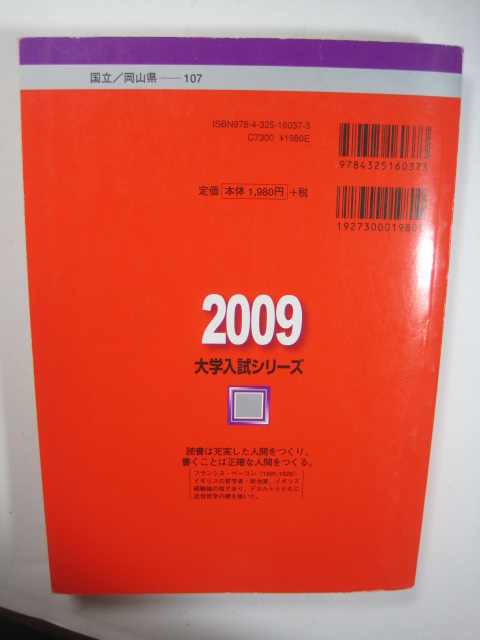 国立／岡山県──107
ISBN978-4-325-16037-3
C7300 ¥1980E
9784325160373
定価 本体1,980円 +税
192730001980
2009
大学入試シリーズ
読書は充実した人間をつくり、
書くことは正確な人間をつくる。
フランシス・ベーコン（1561-1626）
イギリスの哲学者・政治家。イギリス
経験論の祖であり、デカルトとともに
近世哲学の礎を築いた。